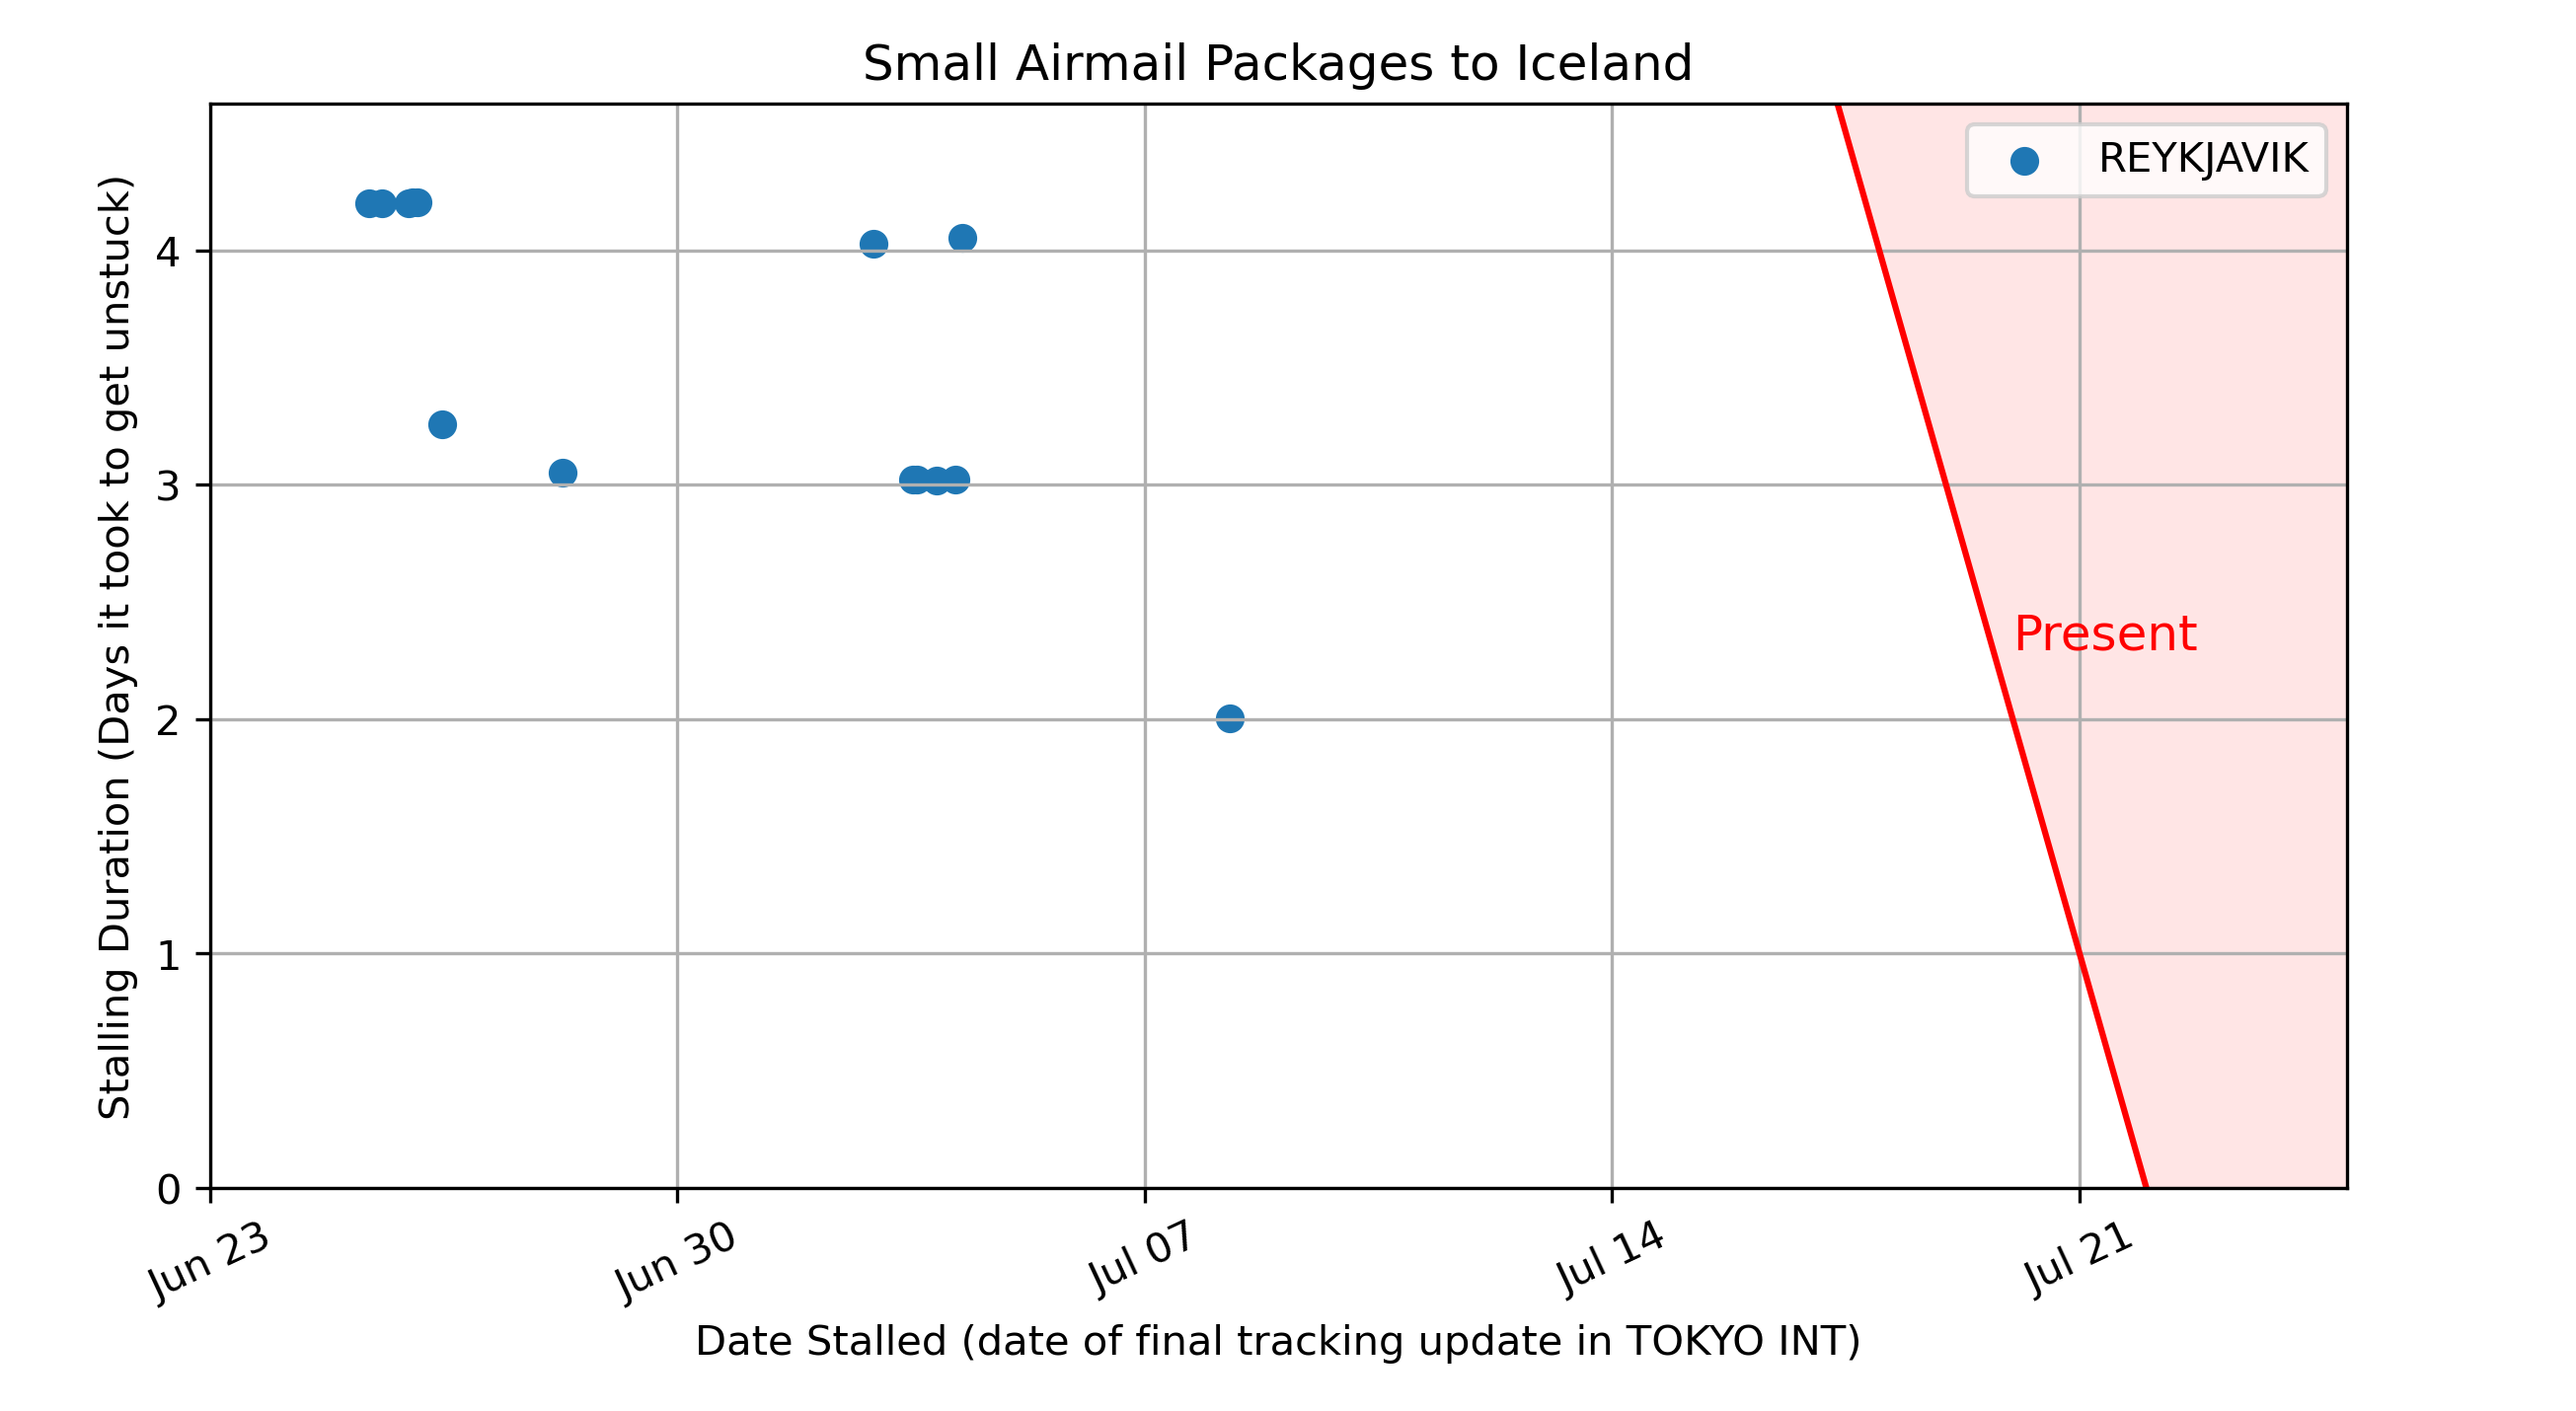 Small Airmail Packages to Iceland
REYKJAVIK
Present
Stalling Duration (Days it took to get unstuck)
4
3
2
1
0
Jun 23
Jun 30
Jul 07
Jul 14
Jul 21
Date Stalled (date of final tracking update in TOKYO INT)